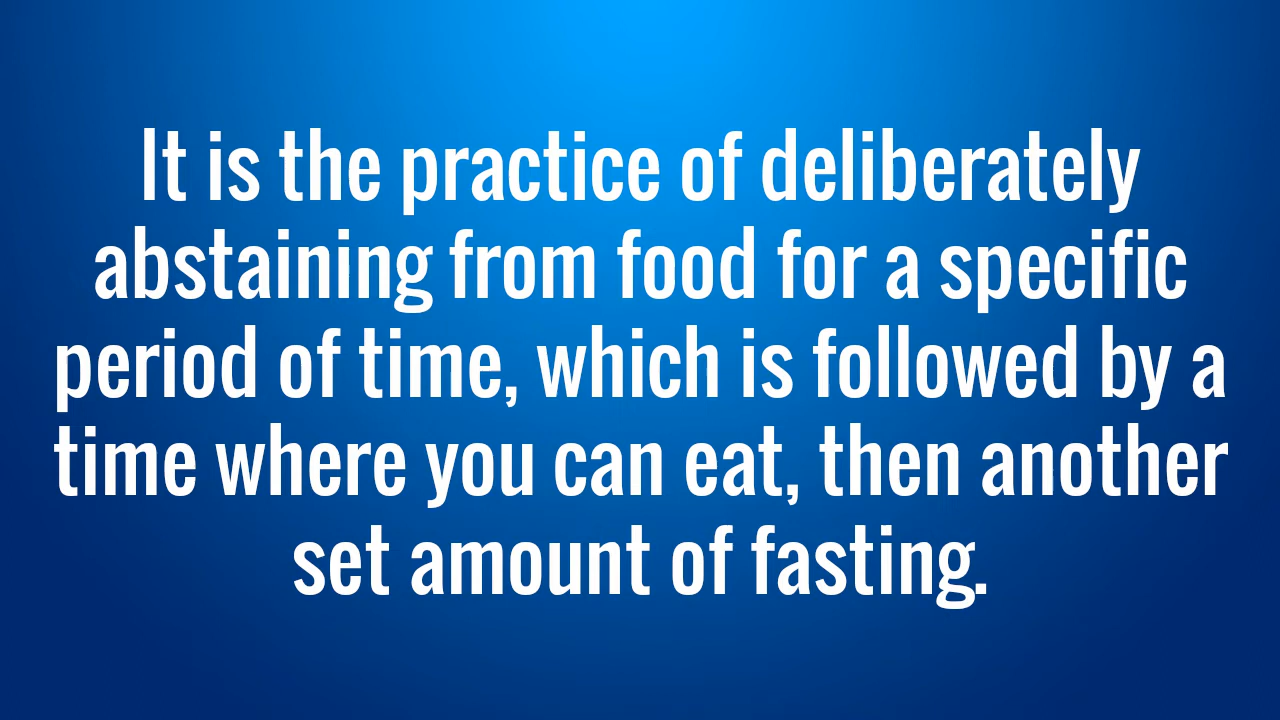 It is the practice of deliberately
abstaining from food for a specific
period of time, which is followed by a
time where you can eat, then another
set amount of fasting.